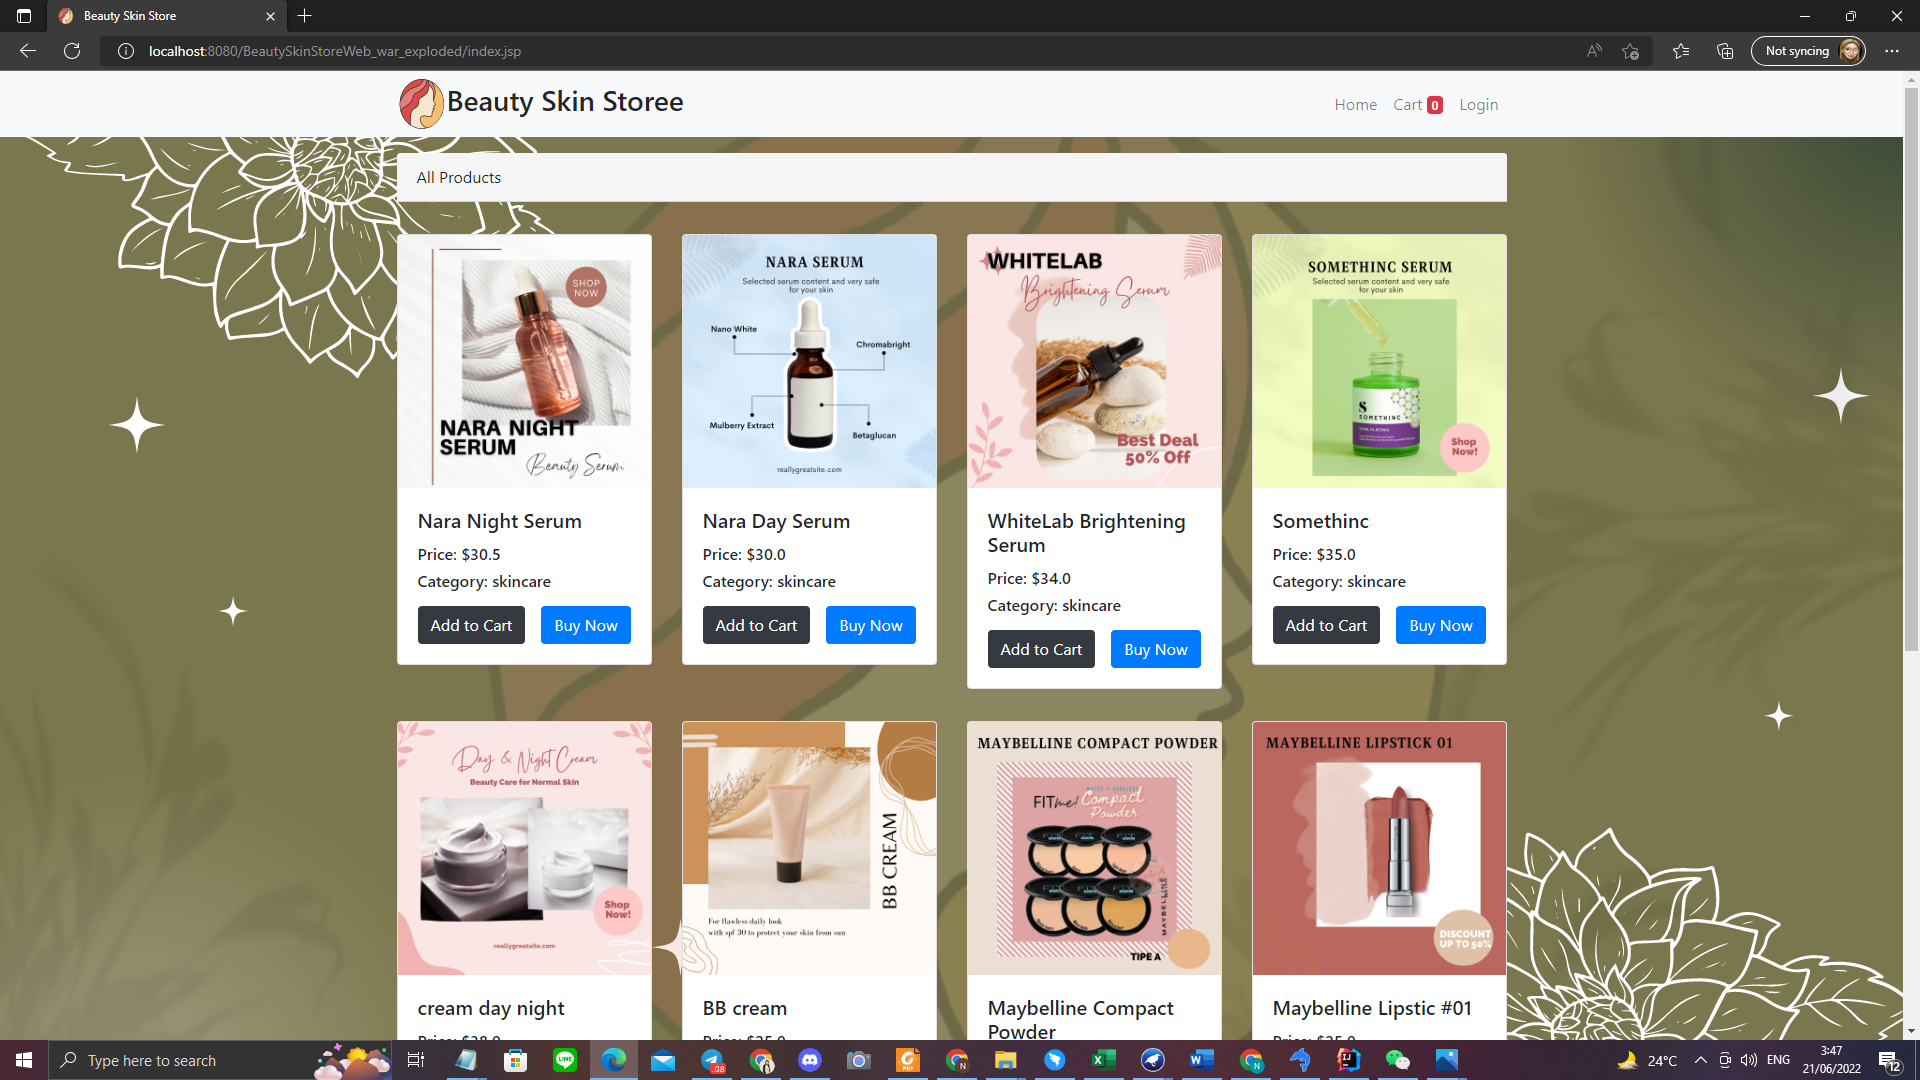 Beauty Skin Store
localhost:8080/BeautySkinStoreWeb_war_exploded/index.jsp
Not syncing
Beauty Skin Storee
Home
Cart 0
Login
All Products
SHOP
NOW
NARA NIGHT
SERUM
Beauty Serum
Nara Night Serum
Price: $30.5
Category: skincare
Add to Cart
Buy Now
NARA SERUM
Selected serum content and very safe
for your skin
Nano White
Chromabright
Mulberry Extract
Betaglucan
reallygreatsite.com
Nara Day Serum
Price: $30.0
Category: skincare
Add to Cart
Buy Now
WHITELAB
Brightening Serum
Best Deal
50% Off
WhiteLab Brightening
Serum
Price: $34.0
Category: skincare
Add to Cart
Buy Now
SOMETHINC SERUM
Selected serum content and very safe
for your skin
S
SOMETHINC
Shop
Now!
Somethinc
Price: $35.0
Category: skincare
Add to Cart
Buy Now
Day & Night Cream
Beauty Care for Normal Skin
Shop
Now!
reallygreatsite.com
cream day night
BB CREAM
For flawless daily look
with spf 30 to protect your skin from sun
BB cream
MAYBELLINE COMPACT POWDER
FIT me!
Compact
Powder
MAYBELLINE
TIPE A
Maybelline Compact
Powder
MAYBELLINE LIPSTICK 01
DISCOUNT
UP TO 50%
Maybelline Lipstic #01
Type here to search
24°C
ENG
3:47
21/06/2022
12